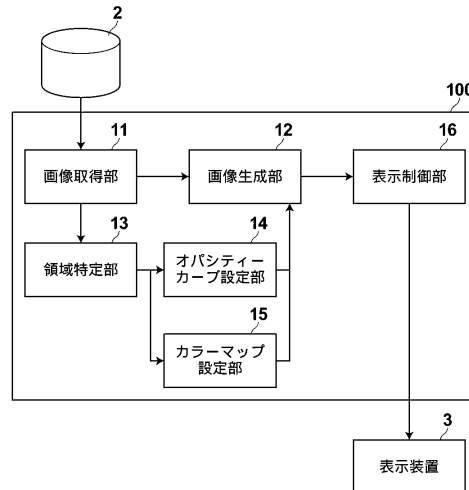 2
100
11
画像取得部
12
画像生成部
16
表示制御部
13
領域特定部
14
オパシティー
カーブ設定部
15
カラーマップ
設定部
3
表示装置